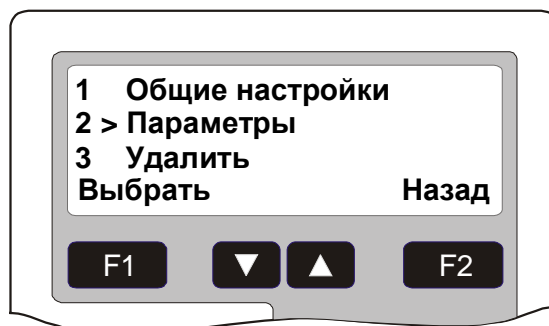 1 Общие настройки
2 > Параметры
3 Удалить
Выбрать Назад
F1 F2